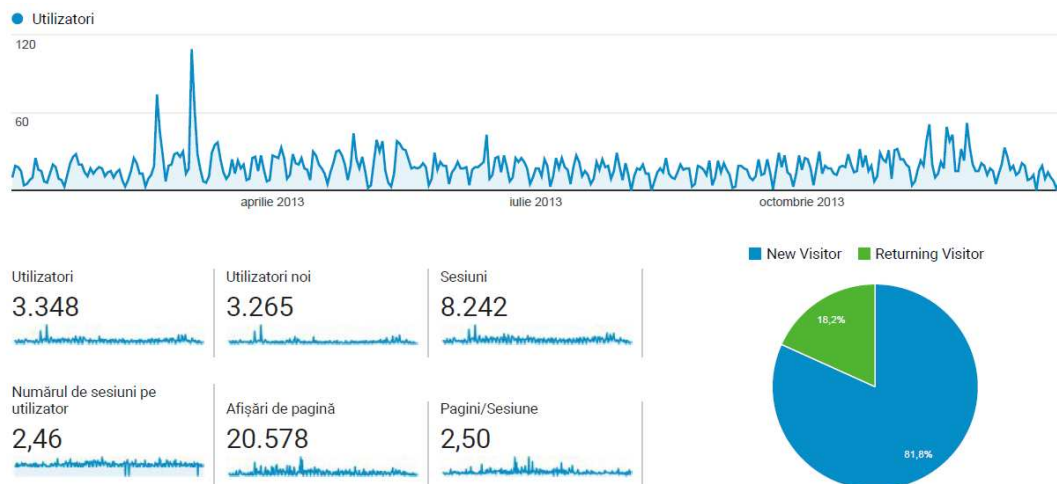 Utilizatori
120
60
aprilie 2013
iulie 2013
octombrie 2013
New Visitor
Returning Visitor
Utilizatori
3.348
Utilizatori noi
3.265
Sesiuni
8.242
Numărul de sesiuni pe
utilizator
2,46
Afișări de pagină
20.578
Pagini/Sesiune
2,50
18,2%
81,8%